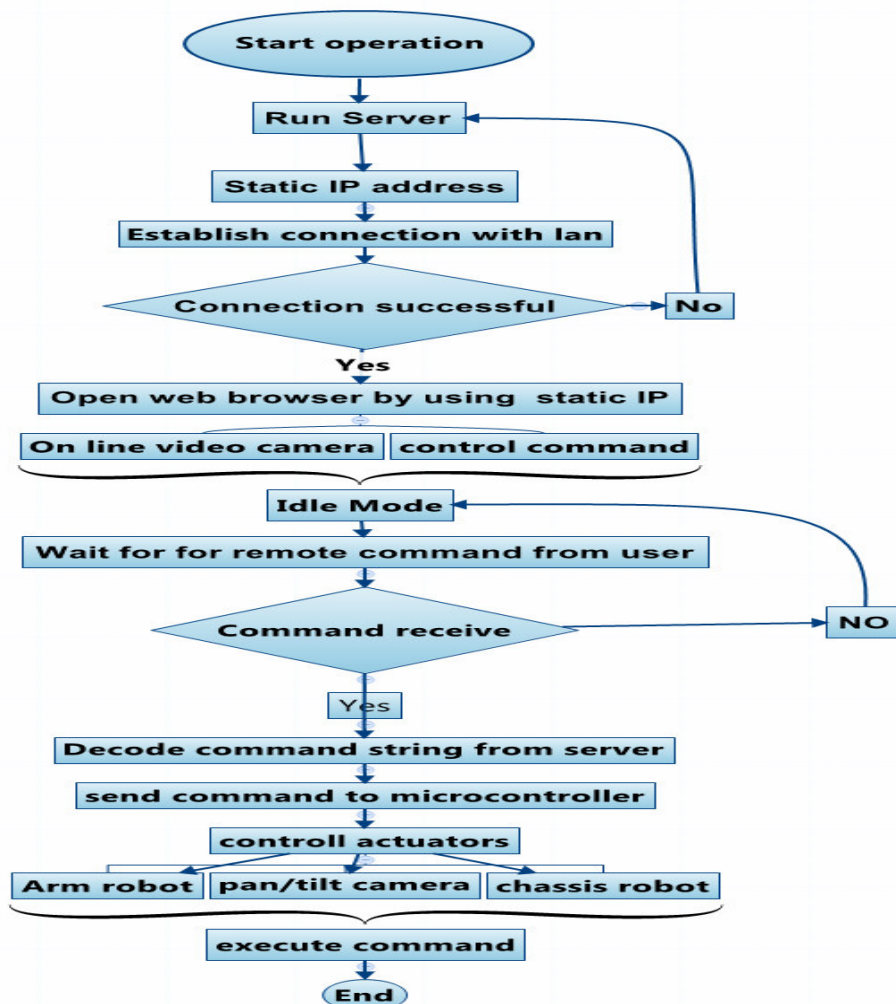 Start operation
Run Server
Static IP address
Establish connection with lan
Connection successful
No
Yes
Open web browser by using static IP
On line video camera
control command
Idle Mode
Wait for for remote command from user
Command receive
NO
Yes
Decode command string from server
send command to microcontroller
controll actuators
Arm robot
pan/tilt camera
chassis robot
execute command
End